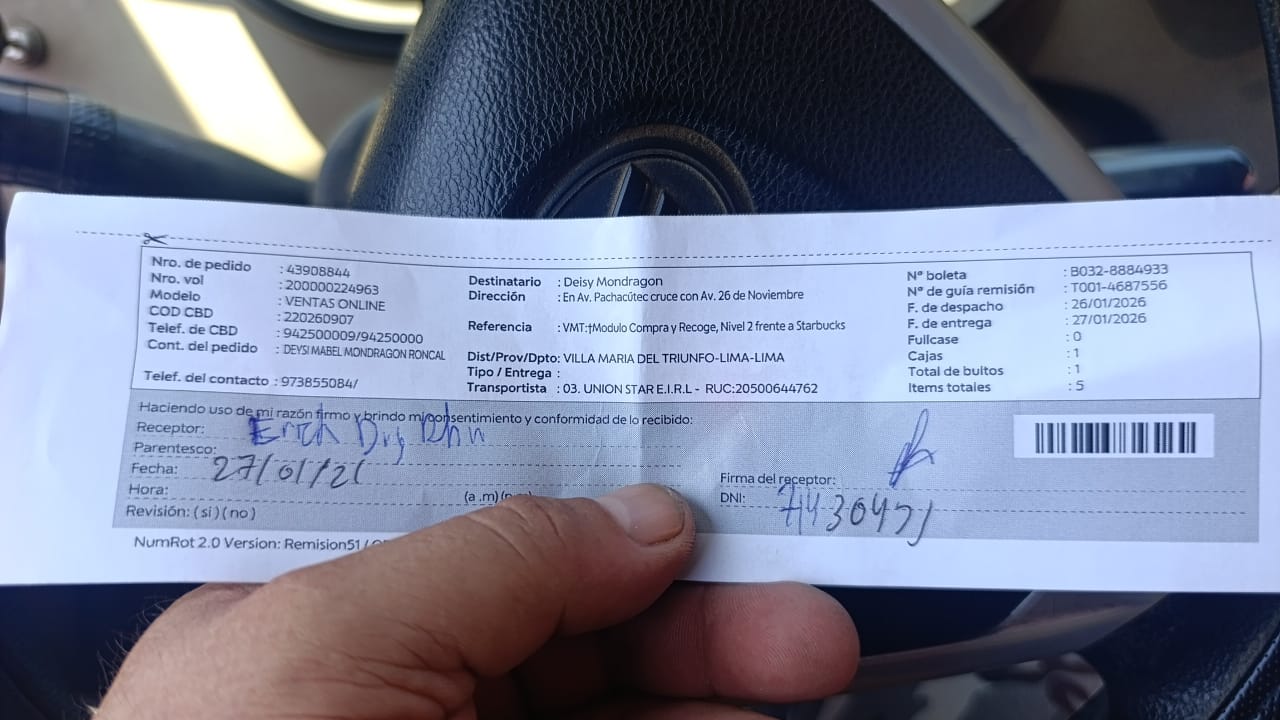 Nro. de pedido : 43908844
Nro. vol : 200000224963
Modelo : VENTAS ONLINE
COD CBD : 220260907
Telef. de CBD : 942500009/94250000
Cont. del pedido : DEYSI MABEL MONDRAGON RONCAL
Telef. del contacto : 973855084/
Destinatario : Deisy Mondragon
Dirección : En Av. Pachacútec cruce con Av. 26 de Noviembre
Referencia : VMT:†Modulo Compra y Recoge, Nivel 2 frente a Starbucks
Dist/Prov/Dpto: VILLA MARIA DEL TRIUNFO-LIMA-LIMA
Tipo / Entrega :
Transportista : 03. UNION STAR E.I.R.L - RUC:20500644762
Nº boleta : B032-8884933
Nº de guía remisión : T001-4687556
F. de despacho : 26/01/2026
F. de entrega : 27/01/2026
Fullcase : 0
Cajas : 1
Total de bultos : 1
Items totales : 5
Haciendo uso de mi razón firmo y brindo mi consentimiento y conformidad de lo recibido:
Receptor: Erick
Parentesco:
Fecha: 27/01/26
Hora: (a .m)
Revisión: ( si ) ( no )
Firma del receptor:
DNI:
NumRot 2.0 Version: Remision51